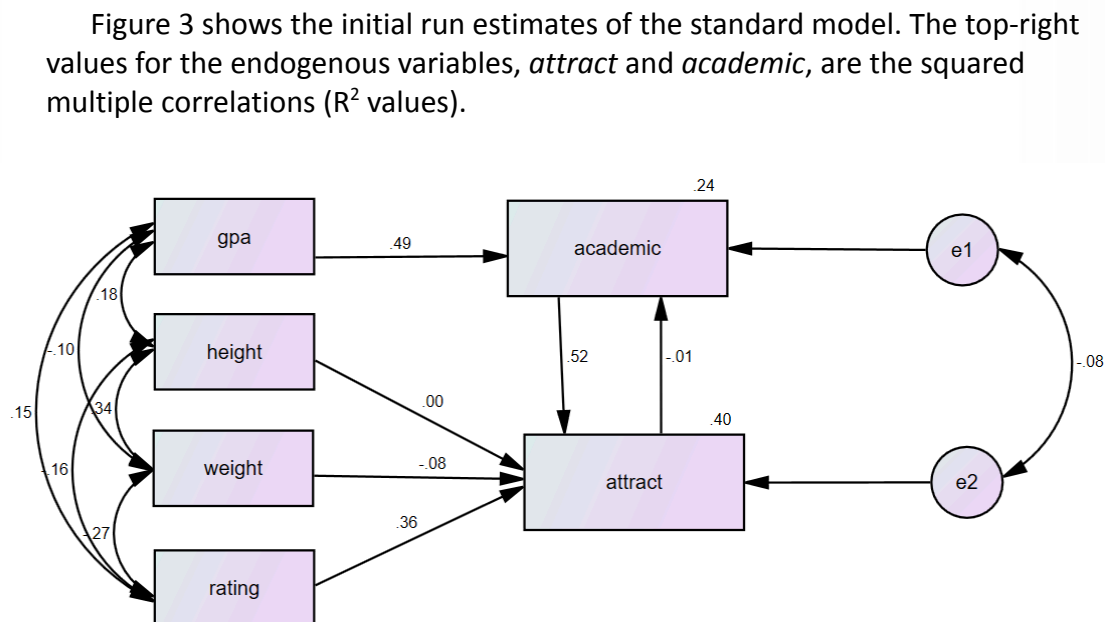 Figure 3 shows the initial run estimates of the standard model. The top-right
values for the endogenous variables, attract and academic, are the squared
multiple correlations (R² values).
.24
gpa
.49
academic
e1
.18
-.10
height
.52
-.01
-.08
.15
.34
.00
.40
-.16
weight
-.08
attract
e2
-.27
.36
rating